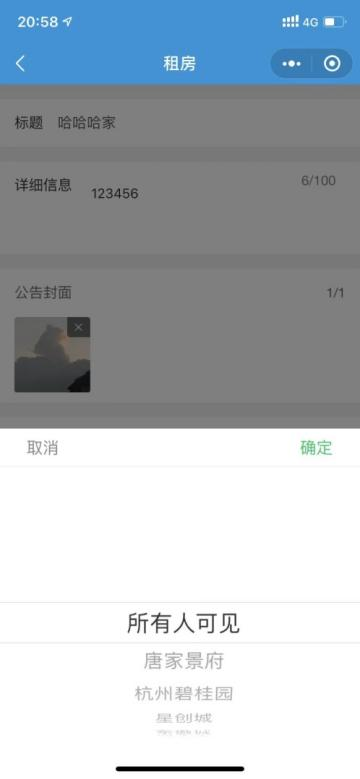 20:58
4G
租房
标题 哈哈哈家
详细信息 123456 6/100
公告封面 1/1
取消 确定
所有人可见
唐家景府
杭州碧桂园
星创城